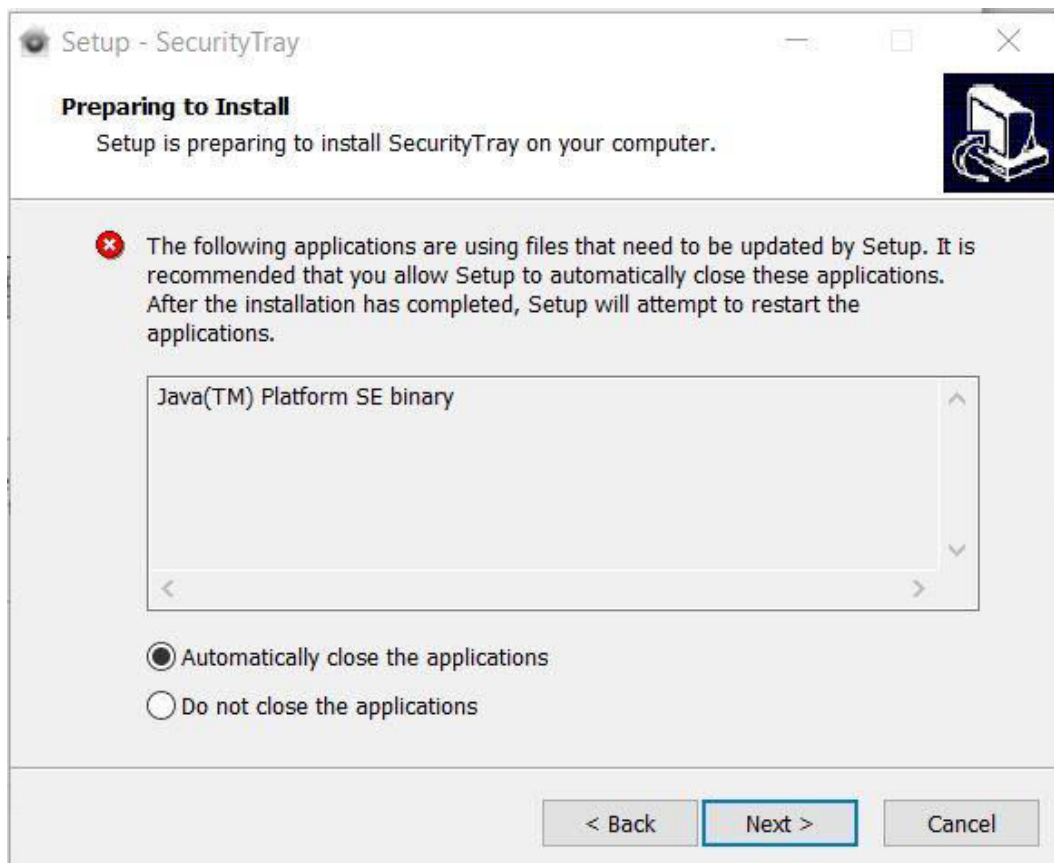 Setup - SecurityTray
Preparing to Install
Setup is preparing to install SecurityTray on your computer.
The following applications are using files that need to be updated by Setup. It is
recommended that you allow Setup to automatically close these applications.
After the installation has completed, Setup will attempt to restart the
applications.
Java(TM) Platform SE binary
Automatically close the applications
Do not close the applications
< Back
Next >
Cancel